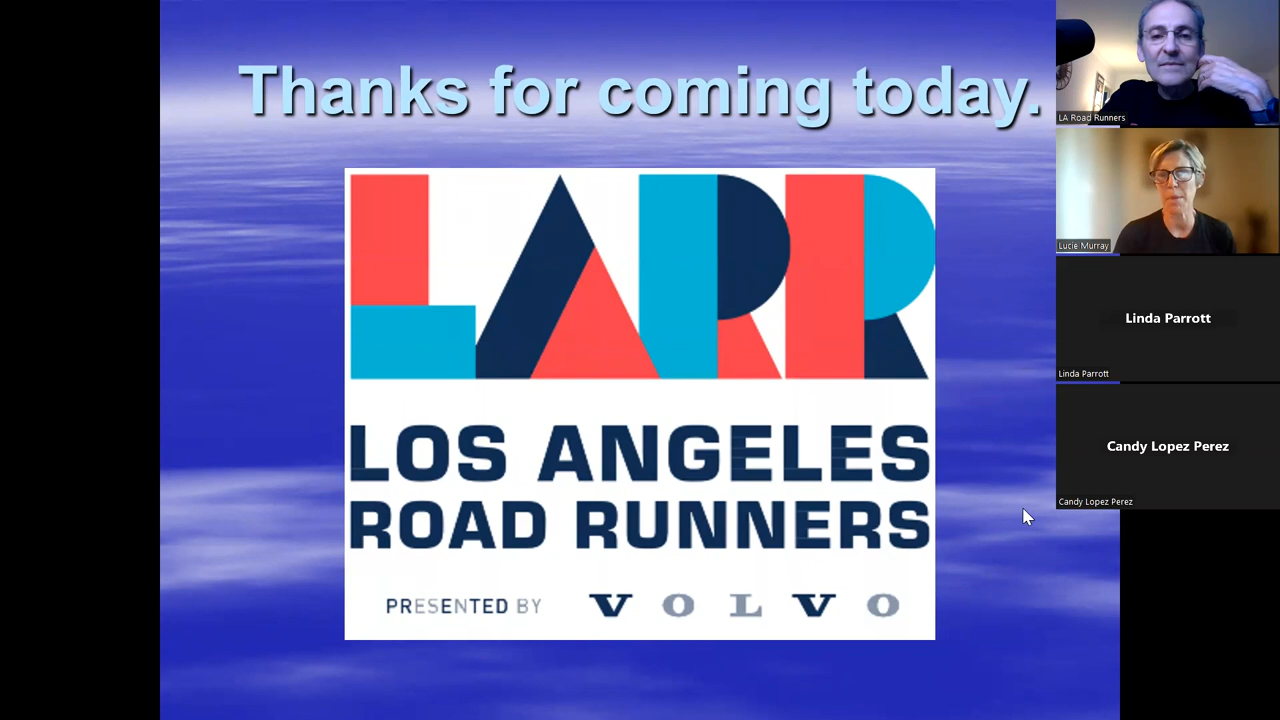 Thanks for coming today.
LARR
LOS ANGELES
ROAD RUNNERS
PRESENTED BY VOLVO
LA Road Runners
Lucie Murray
Linda Parrott
Linda Parrott
Candy Lopez Perez
Candy Lopez Perez